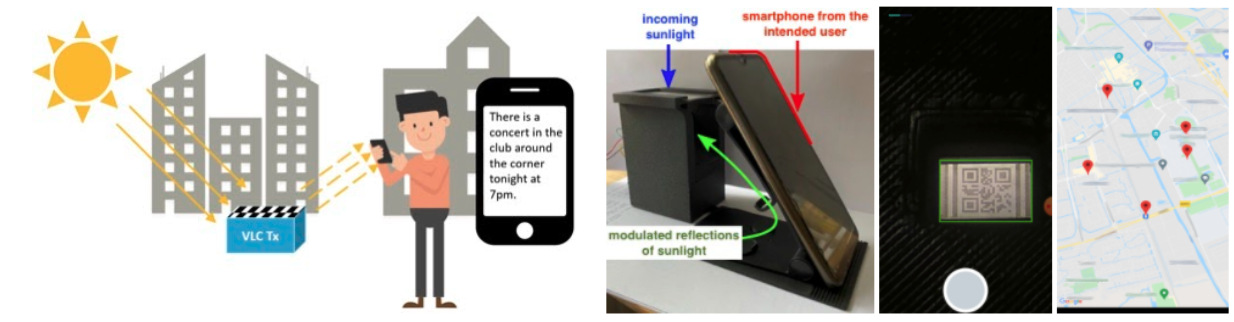 VLC Tx
There is a
concert in the
club around
the corner
tonight at
7pm.
incoming
sunlight
smartphone from the
intended user
modulated reflections
of sunlight